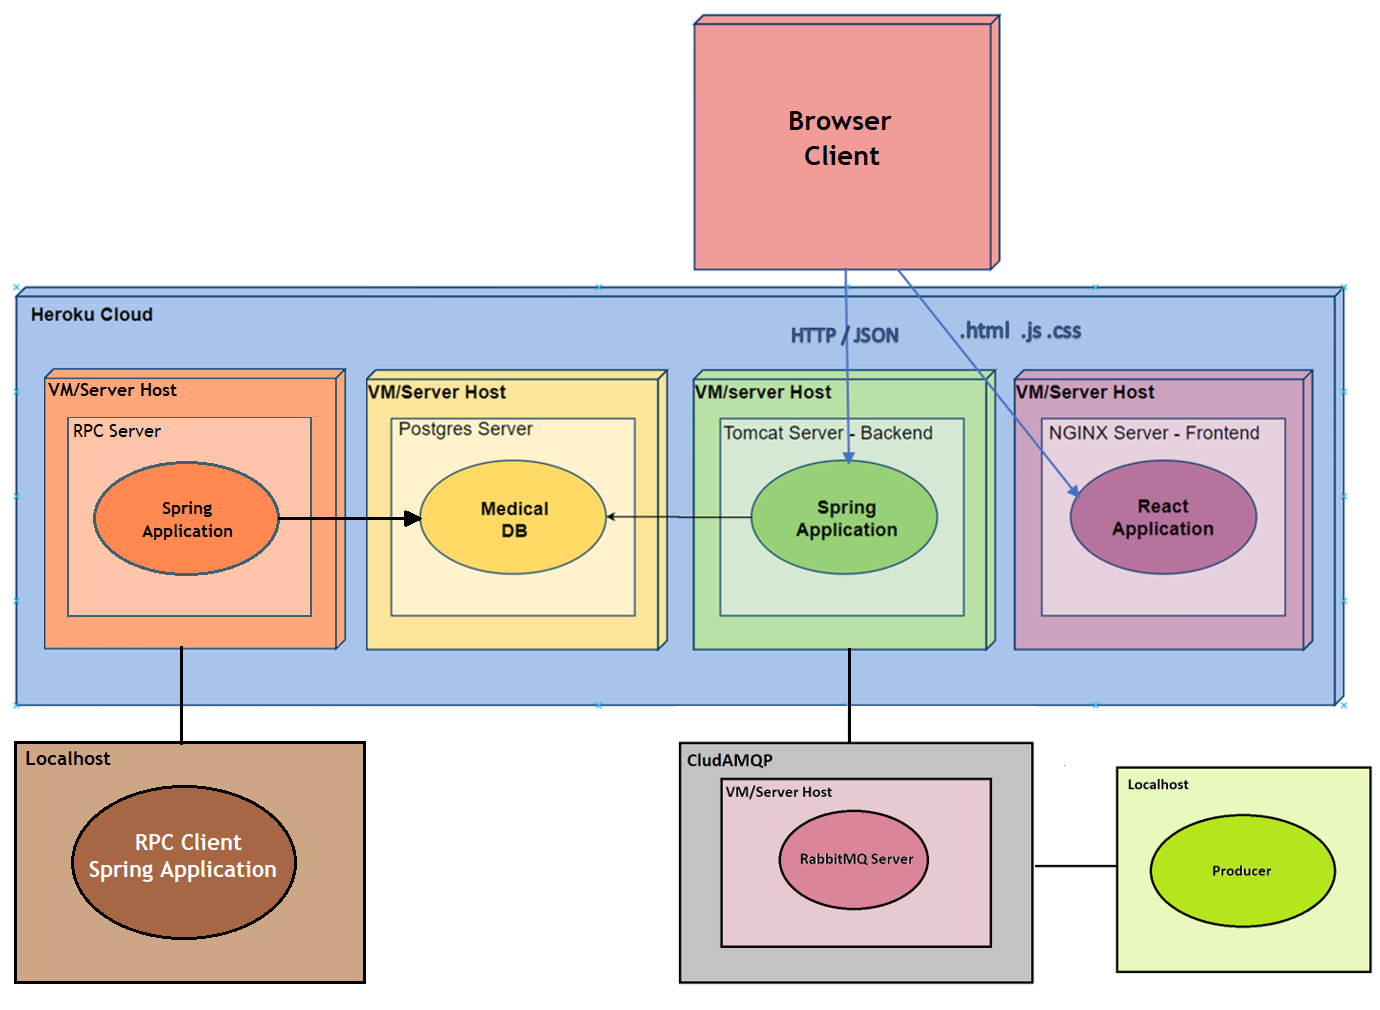 Browser
Client
Heroku Cloud
HTTP / JSON
.html .js .css
VM/Server Host
RPC Server
Spring
Application
VM/Server Host
Postgres Server
Medical
DB
VM/server Host
Tomcat Server - Backend
Spring
Application
VM/Server Host
NGINX Server - Frontend
React
Application
Localhost
RPC Client
Spring Application
CludAMQP
VM/Server Host
RabbitMQ Server
Localhost
Producer